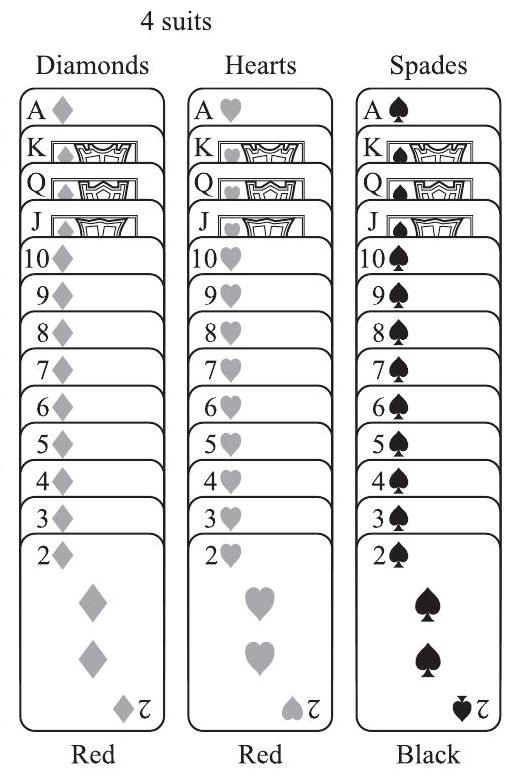 4 suits
Diamonds Hearts Spades
A A A
K K K
Q Q Q
J J J
10 10 10
9 9 9
8 8 8
7 7 7
6 6 6
5 5 5
4 4 4
3 3 3
2 2 2
2 2 2
Red Red Black